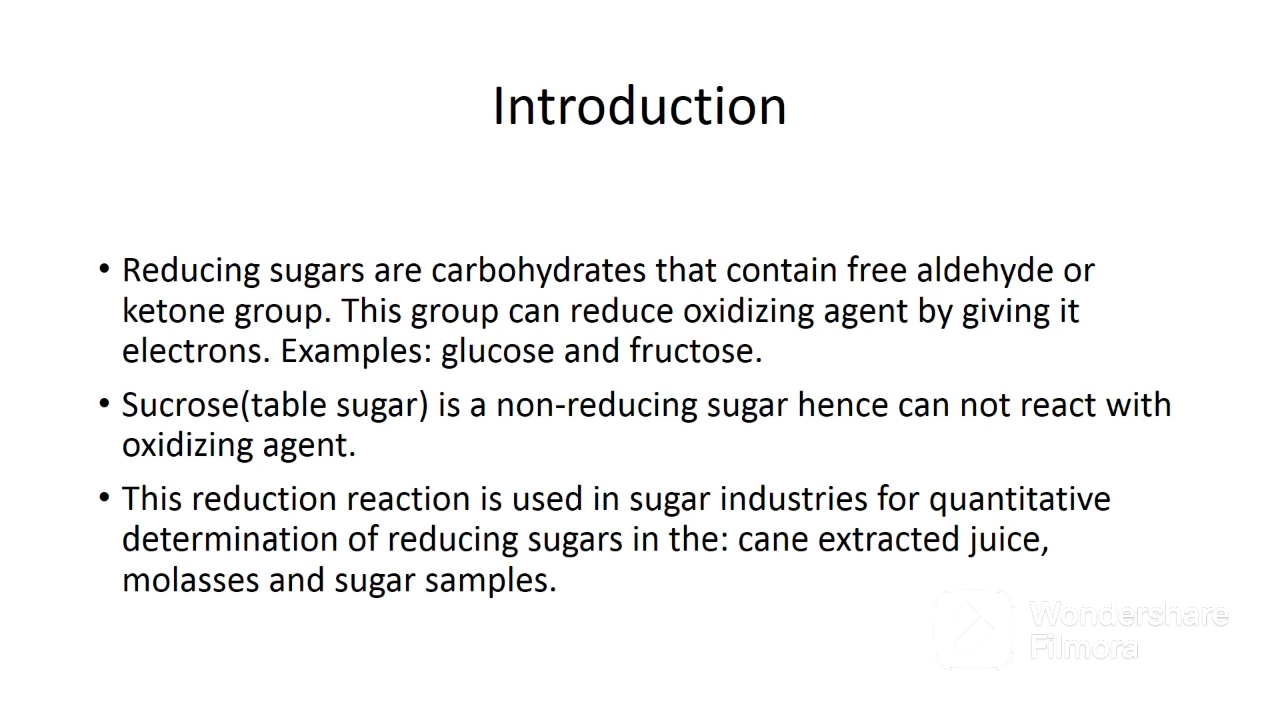 Introduction
• Reducing sugars are carbohydrates that contain free aldehyde or
ketone group. This group can reduce oxidizing agent by giving it
electrons. Examples: glucose and fructose.
• Sucrose(table sugar) is a non-reducing sugar hence can not react with
oxidizing agent.
• This reduction reaction is used in sugar industries for quantitative
determination of reducing sugars in the: cane extracted juice,
molasses and sugar samples.
Wondershare
Filmora